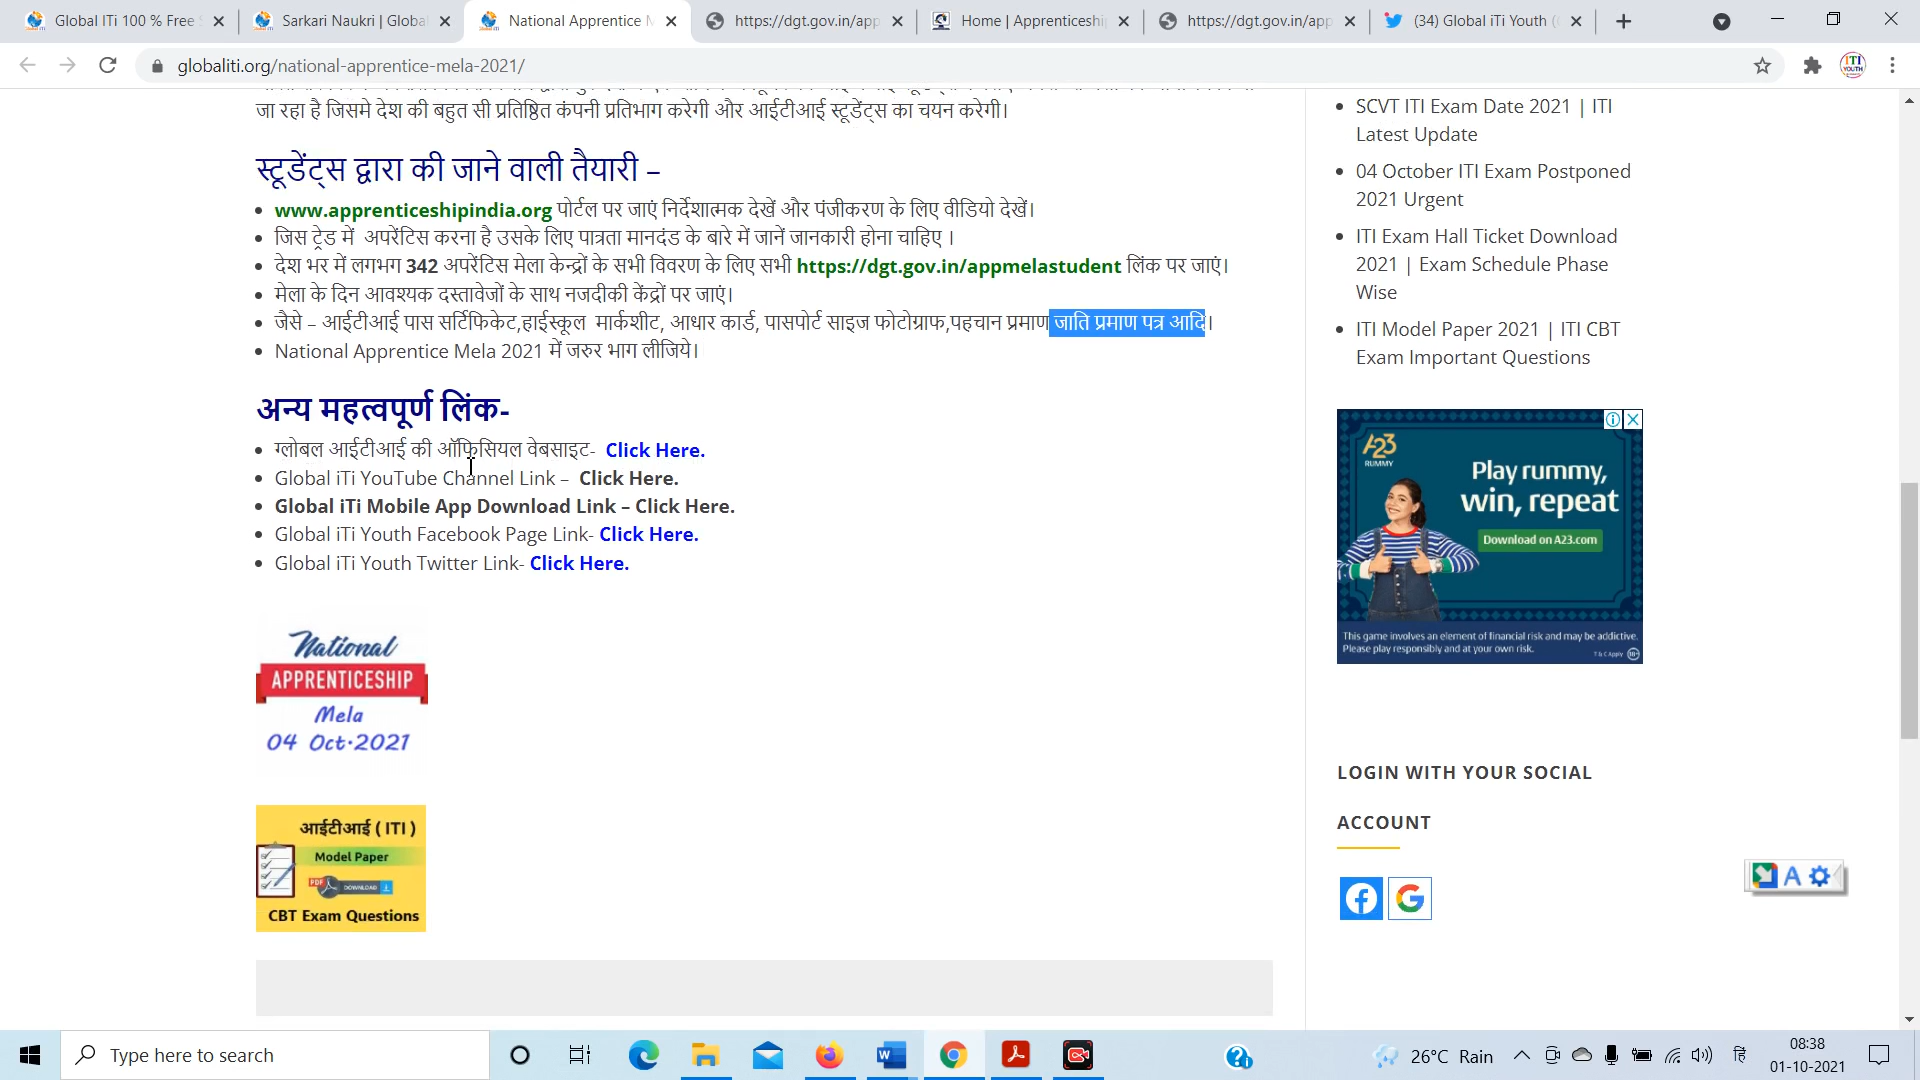 Global ITi 100 % Free
Sarkari Naukri | Global
National Apprentice M
https://dgt.gov.in/app
Home | Apprenticeshi
https://dgt.gov.in/app
(34) Global iTi Youth (
globaliti.org/national-apprentice-mela-2021/
जा रहा है जिसमे देश की बहुत सी प्रतिष्ठित कंपनी प्रतिभाग करेगी और आईटीआई स्टूडेंट्स का चयन करेगी।
स्टूडेंट्स द्वारा की जाने वाली तैयारी –
www.apprenticeshipindia.org पोर्टल पर जाएं निर्देशात्मक देखें और पंजीकरण के लिए वीडियो देखें।
जिस ट्रेड में अपरेंटिस करना है उसके लिए पात्रता मानदंड के बारे में जानें जानकारी होना चाहिए ।
देश भर में लगभग 342 अपरेंटिस मेला केन्द्रों के सभी विवरण के लिए सभी https://dgt.gov.in/appmelastudent लिंक पर जाएं।
मेला के दिन आवश्यक दस्तावेजों के साथ नजदीकी केंद्रों पर जाएं।
जैसे – आईटीआई पास सर्टिफिकेट,हाईस्कूल मार्कशीट, आधार कार्ड, पासपोर्ट साइज फोटोग्राफ,पहचान प्रमाण जाति प्रमाण पत्र आदि।
National Apprentice Mela 2021 में जरुर भाग लीजिये।
अन्य महत्वपूर्ण लिंक-
ग्लोबल आईटीआई की ऑफिसियल वेबसाइट- Click Here.
Global iTi YouTube Channel Link – Click Here.
Global iTi Mobile App Download Link – Click Here.
Global iTi Youth Facebook Page Link- Click Here.
Global iTi Youth Twitter Link- Click Here.
National
APPRENTICESHIP
Mela
04 Oct·2021
आईटीआई ( ITI )
Model Paper
PDF DOWNLOAD
CBT Exam Questions
SCVT ITI Exam Date 2021 | ITI
Latest Update
04 October ITI Exam Postponed
2021 Urgent
ITI Exam Hall Ticket Download
2021 | Exam Schedule Phase
Wise
ITI Model Paper 2021 | ITI CBT
Exam Important Questions
A23
RUMMY
Play rummy,
win, repeat
Download on A23.com
This game involves an element of financial risk and may be addictive.
Please play responsibly and at your own risk.
T & C Apply 18+
LOGIN WITH YOUR SOCIAL
ACCOUNT
A
Type here to search
26°C Rain
हि
08:38
01-10-2021